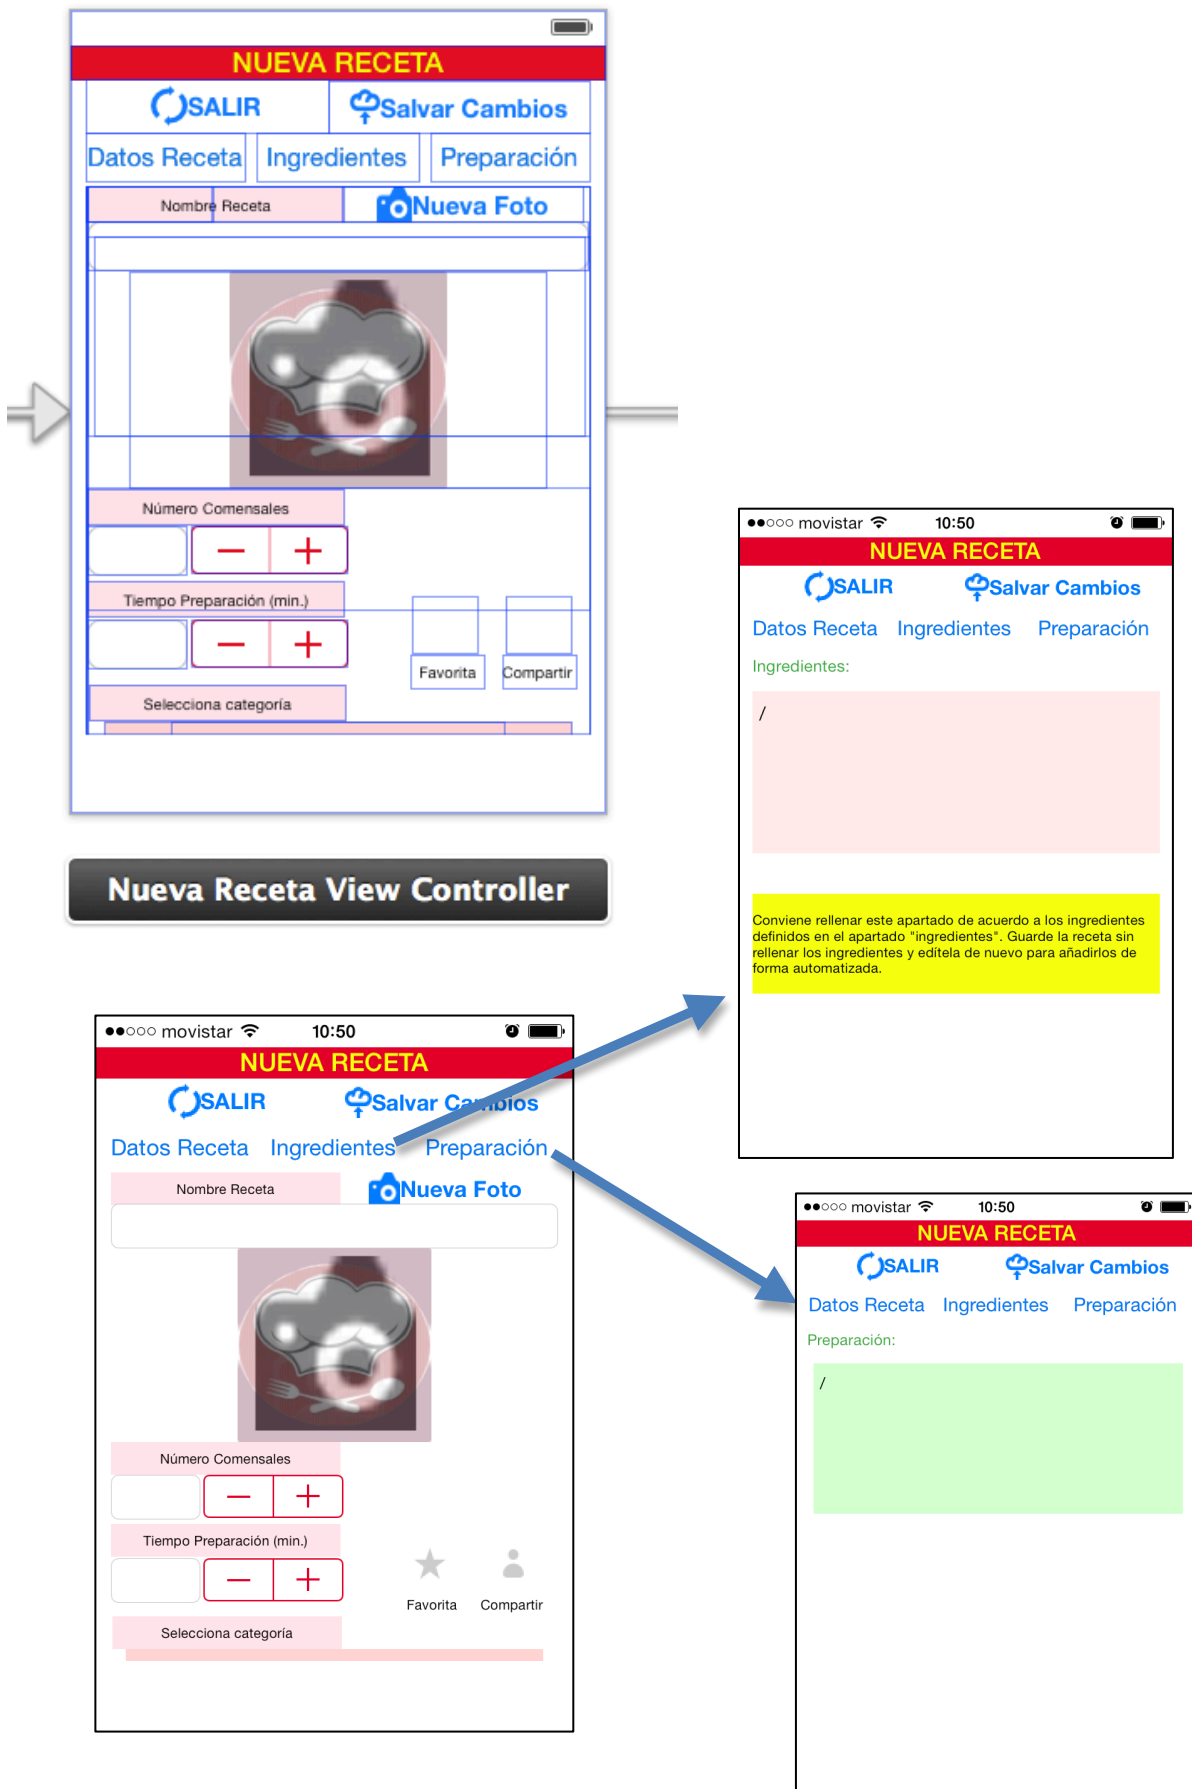 NUEVA RECETA
SALIR Salvar Cambios
Datos Receta Ingredientes Preparación
Nombre Receta Nueva Foto
Número Comensales
− +
Tiempo Preparación (min.)
− +
Favorita Compartir
Selecciona categoría
Nueva Receta View Controller
movistar 10:50
NUEVA RECETA
SALIR Salvar Cambios
Datos Receta Ingredientes Preparación
Ingredientes:
/
Conviene rellenar este apartado de acuerdo a los ingredientes
definidos en el apartado "ingredientes". Guarde la receta sin
rellenar los ingredientes y edítela de nuevo para añadirlos de
forma automatizada.
movistar 10:50
NUEVA RECETA
SALIR Salvar Cambios
Datos Receta Ingredientes Preparación
Nombre Receta Nueva Foto
Número Comensales
− +
Tiempo Preparación (min.)
− +
Favorita Compartir
Selecciona categoría
movistar 10:50
NUEVA RECETA
SALIR Salvar Cambios
Datos Receta Ingredientes Preparación
Preparación:
/